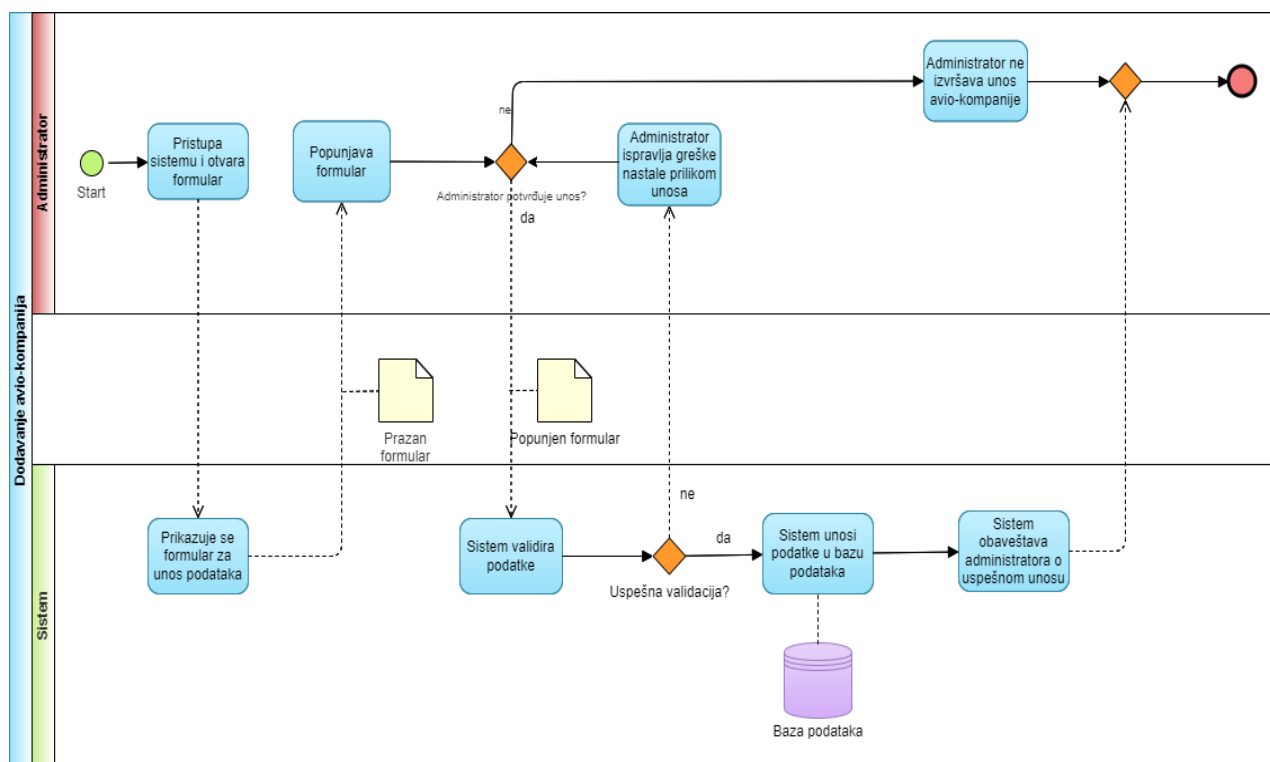 Dodavanje avio-kompanija
Administrator
Start
Pristupa
sistemu i otvara
formular
Popunjava
formular
ne
Administrator potvrđuje unos?
da
Administrator
ispravlja greške
nastale prilikom
unosa
Administrator ne
izvršava unos
avio-kompanije
Prazan
formular
Popunjen formular
Sistem
Prikazuje se
formular za
unos podataka
Sistem validira
podatke
ne
Uspešna validacija?
da
Sistem unosi
podatke u bazu
podataka
Sistem
obaveštava
administratora o
uspešnom unosu
Baza podataka